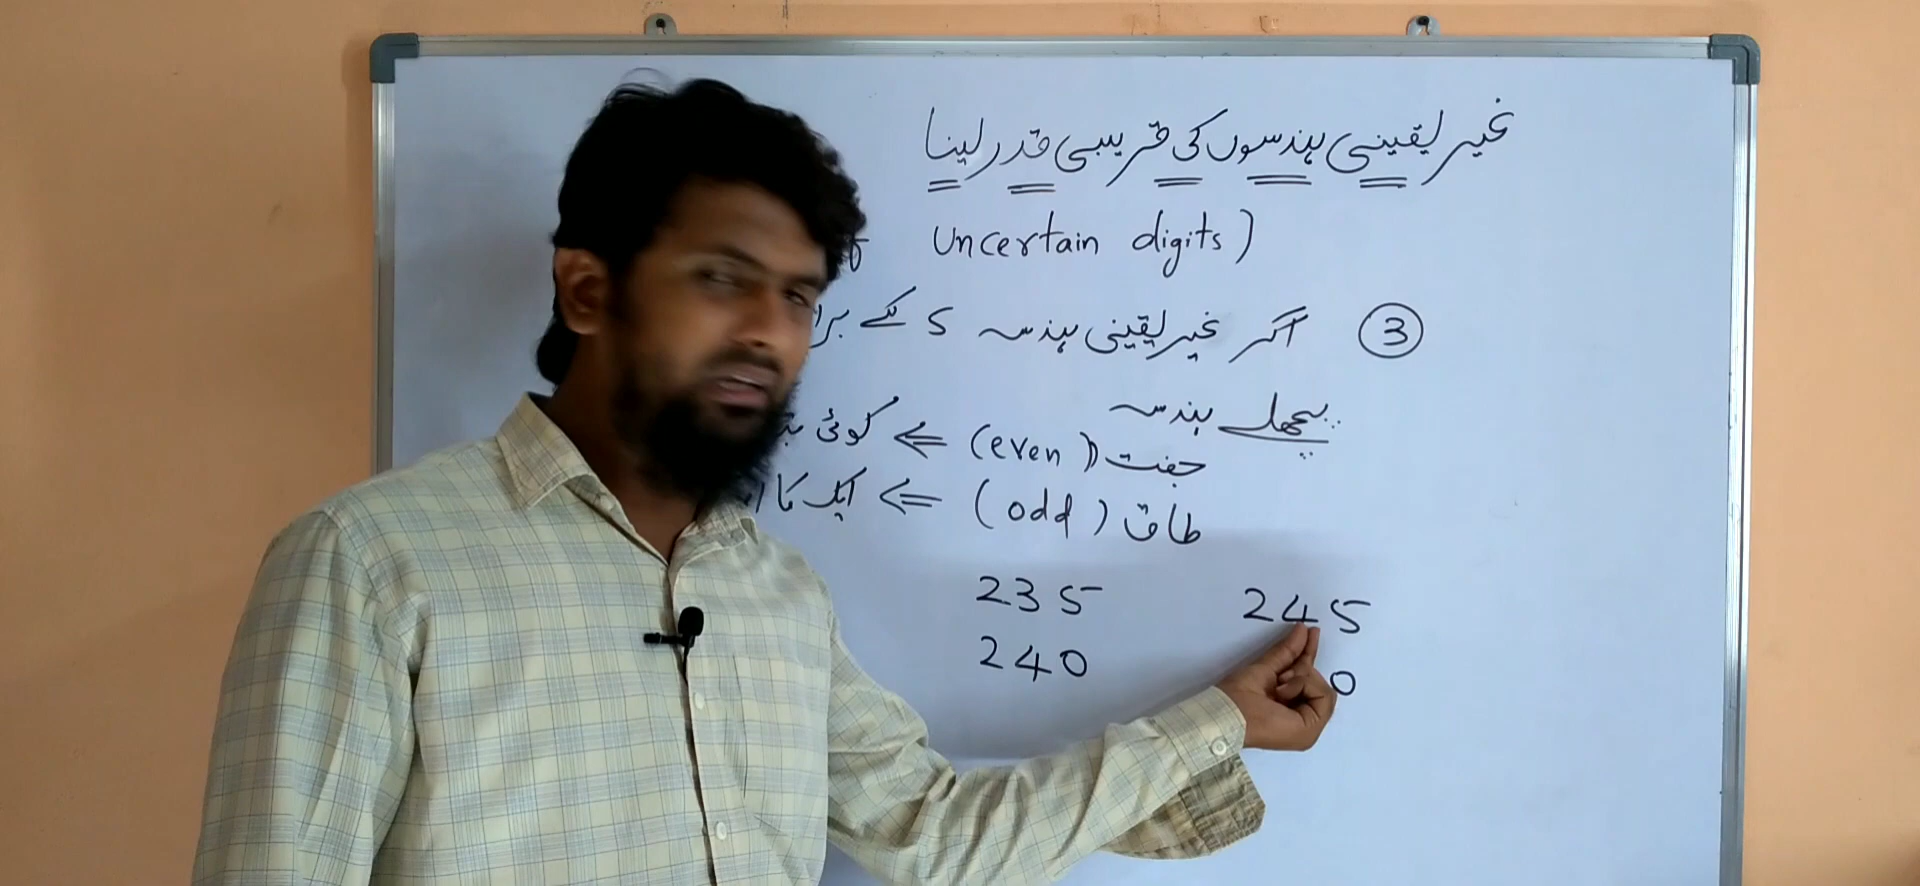 غیر یقینی ہندسوں کی قریبی قدر لینا
Uncertain digits)
③ اگر غیر یقینی ہندسہ 5 کے
پچھلے ہندسہ
جفت (even) ⇐ کوئی
طاق (odd) ⇐ ایک کا
235 245
240 0